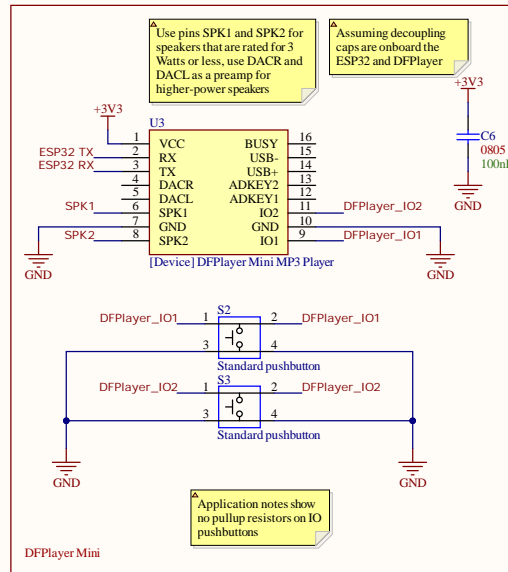 Use pins SPK1 and SPK2 for
speakers that are rated for 3
Watts or less, use DACR and
DACL as a preamp for
higher-power speakers
Assuming decoupling
caps are onboard the
ESP32 and DFPlayer
+3V3
C6
0805
100nF
GND
+3V3
U3
1 VCC BUSY 16
ESP32 TX 2 RX USB- 15
ESP32 RX 3 TX USB+ 14
4 DACR ADKEY2 13
5 DACL ADKEY1 12
SPK1 6 SPK1 IO2 11 DFPlayer_IO2
7 GND GND 10
SPK2 8 SPK2 IO1 9 DFPlayer_IO1
GND
GND
[Device] DFPlayer Mini MP3 Player
S2
DFPlayer_IO1 1 2 DFPlayer_IO1
3 4
Standard pushbutton
S3
DFPlayer_IO2 1 2 DFPlayer_IO2
3 4
Standard pushbutton
GND
GND
Application notes show
no pullup resistors on IO
pushbuttons
DFPlayer Mini